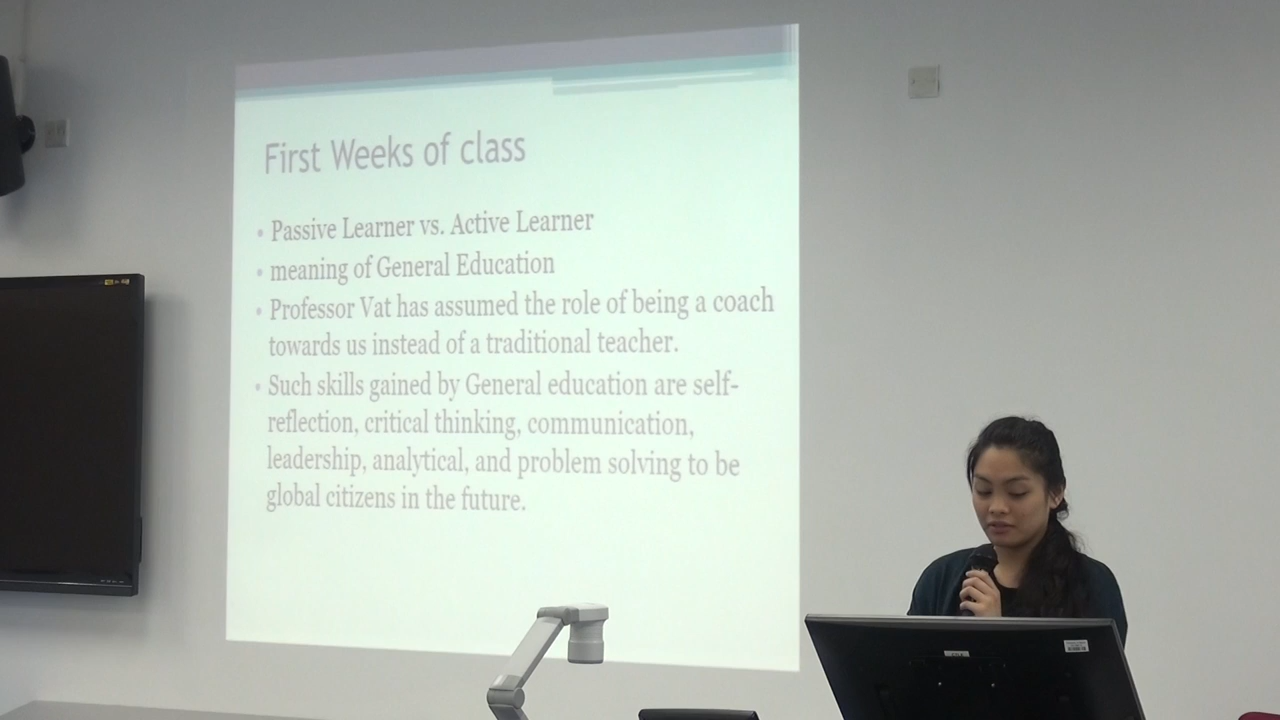 First Weeks of class
• Passive Learner vs. Active Learner
• meaning of General Education
• Professor Vat has assumed the role of being a coach
towards us instead of a traditional teacher.
• Such skills gained by General education are self-
reflection, critical thinking, communication,
leadership, analytical, and problem solving to be
global citizens in the future.